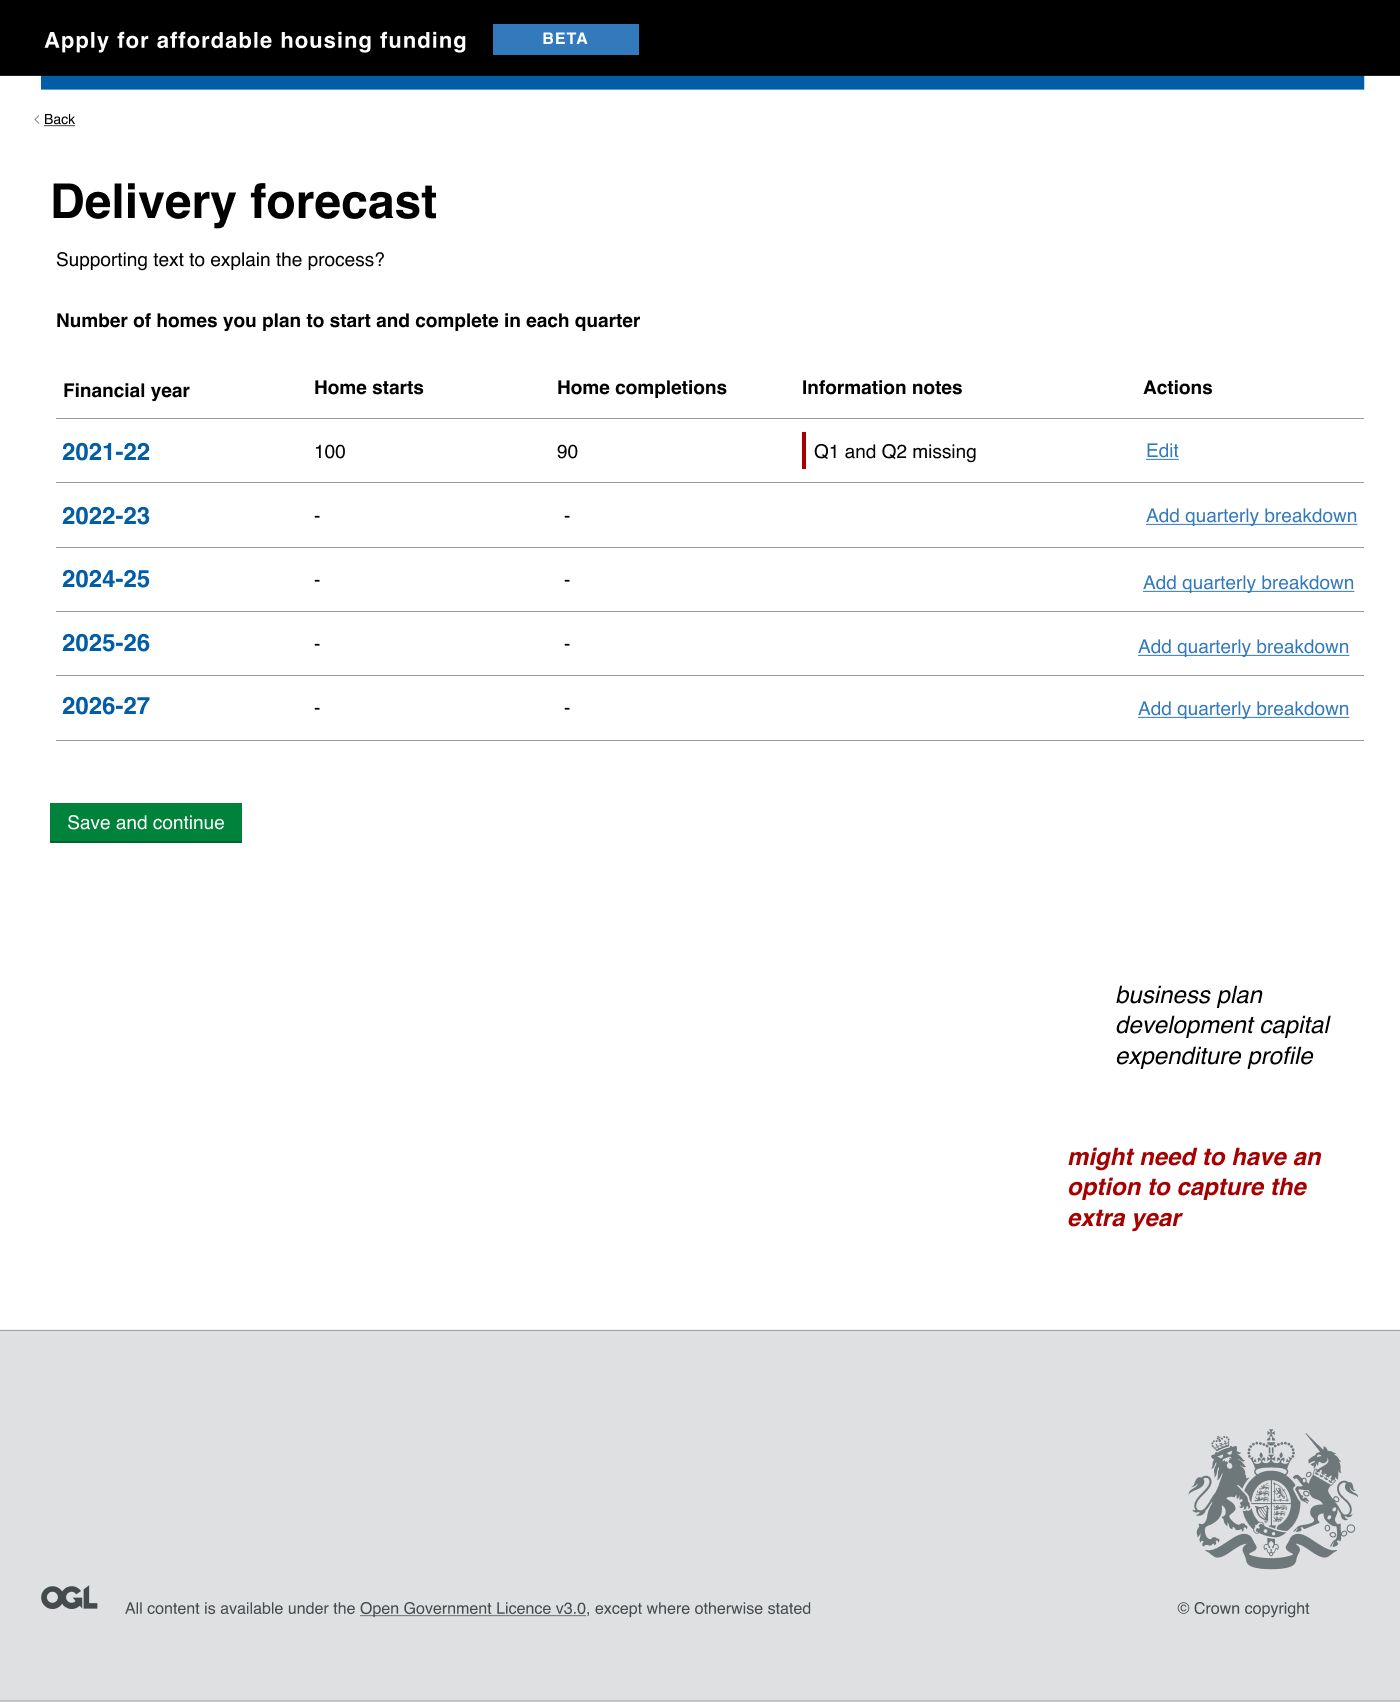 Apply for affordable housing funding BETA
< Back
Delivery forecast
Supporting text to explain the process?
Number of homes you plan to start and complete in each quarter
Financial year Home starts Home completions Information notes Actions
2021-22 100 90 Q1 and Q2 missing Edit
2022-23 - - Add quarterly breakdown
2024-25 - - Add quarterly breakdown
2025-26 - - Add quarterly breakdown
2026-27 - - Add quarterly breakdown
Save and continue
business plan
development capital
expenditure profile
might need to have an
option to capture the
extra year
OGL All content is available under the Open Government Licence v3.0, except where otherwise stated © Crown copyright